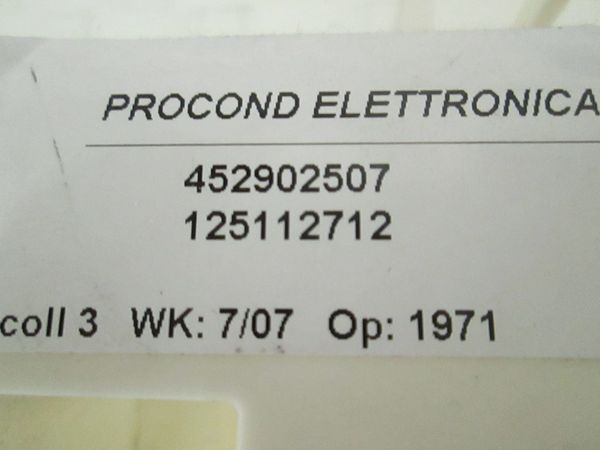 PROCOND ELETTRONICA
452902507
125112712
coll 3 WK: 7/07 Op: 1971